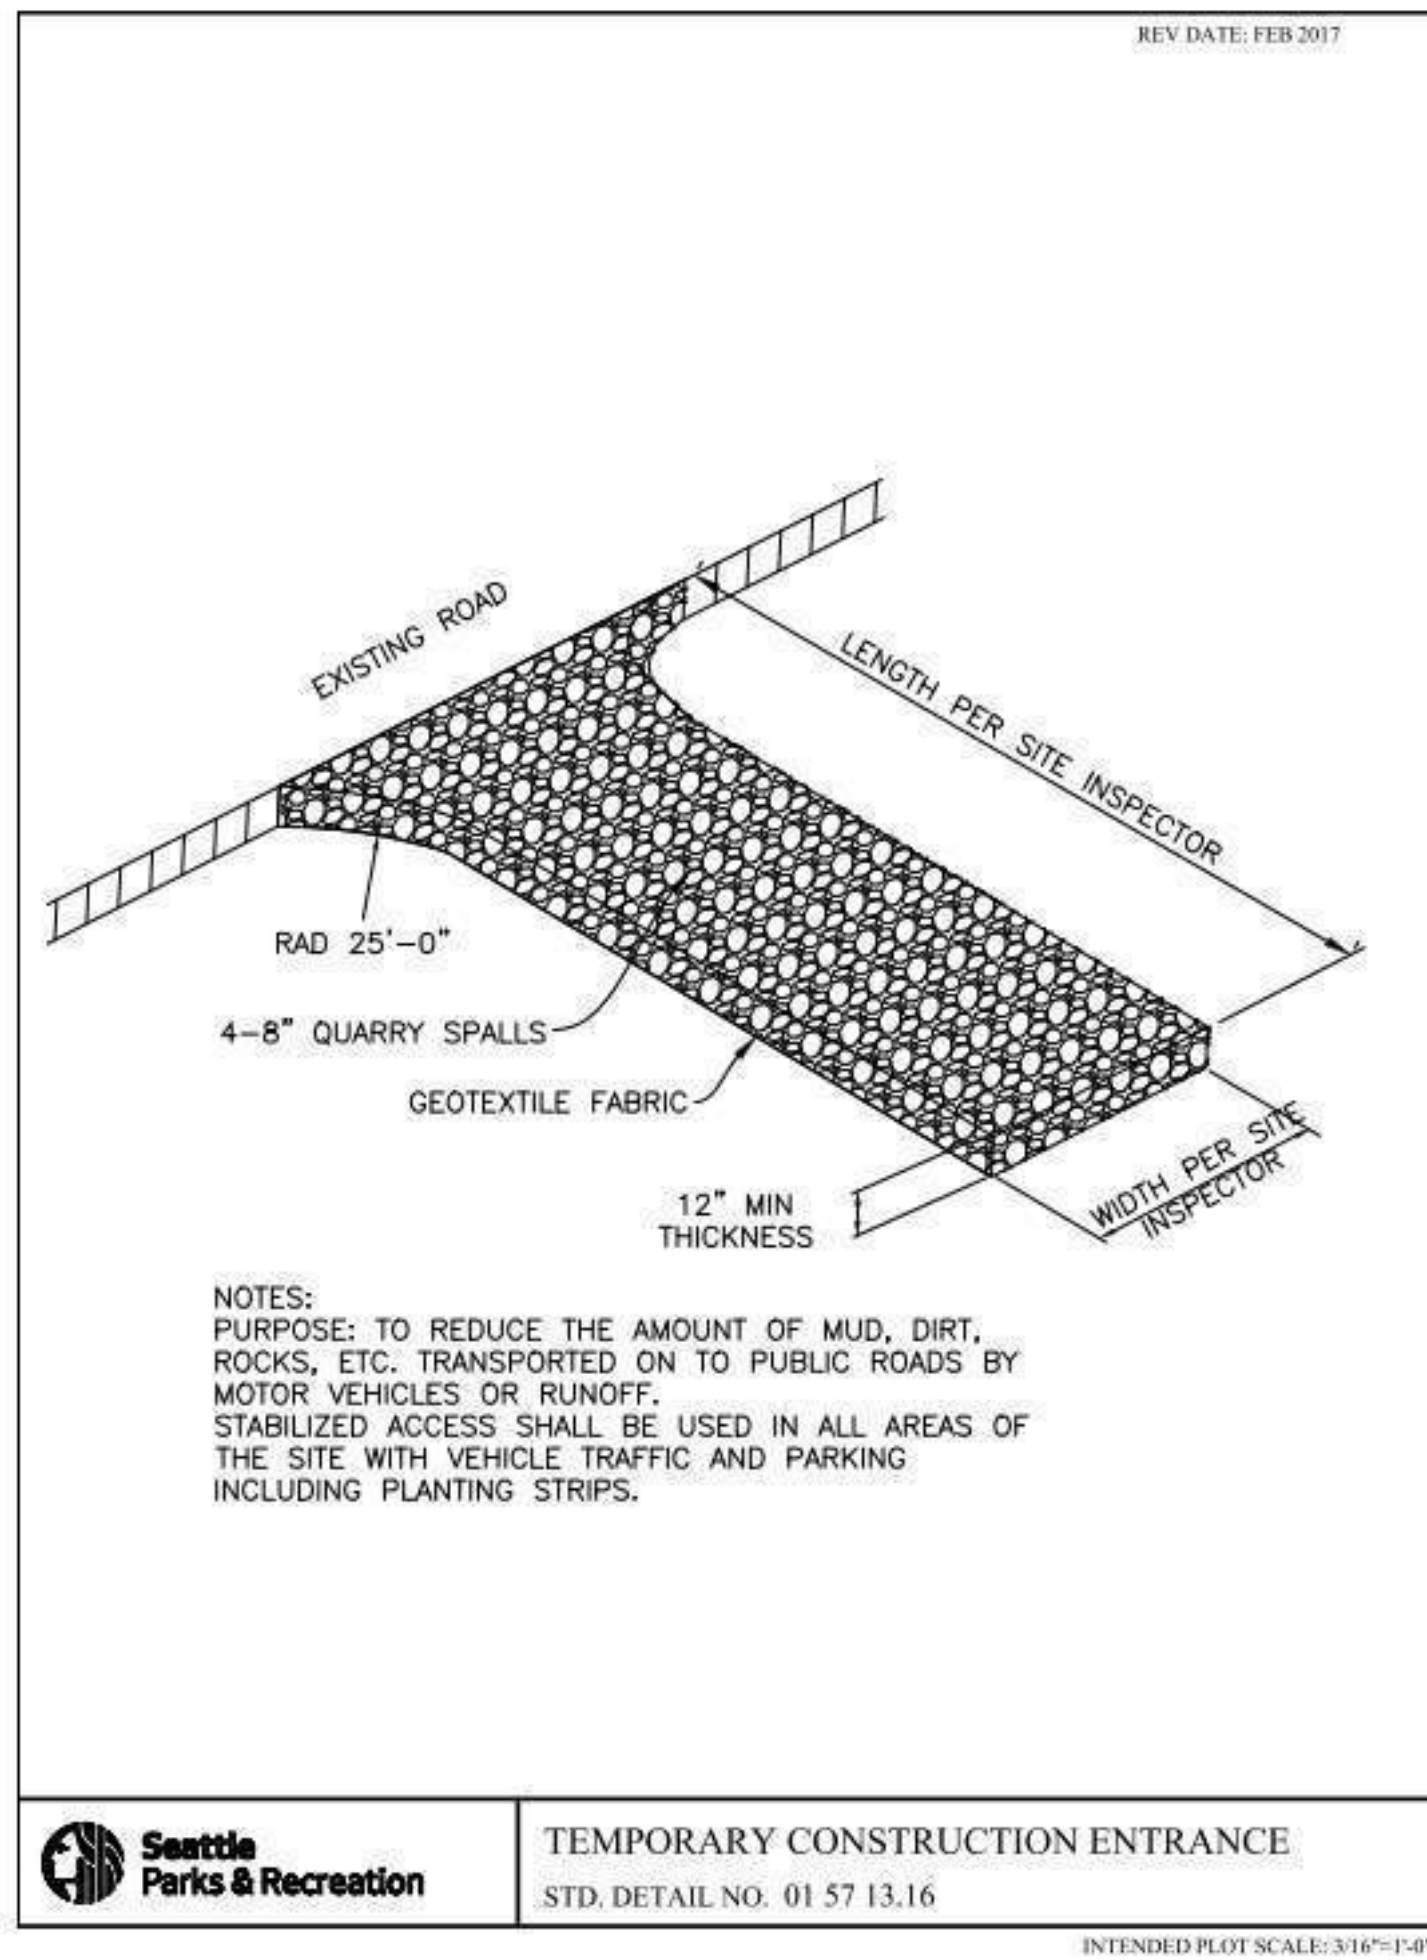 REV DATE: FEB 2017
EXISTING ROAD
LENGTH PER SITE INSPECTOR
RAD 25'-0"
4-8" QUARRY SPALLS
GEOTEXTILE FABRIC
12" MIN
THICKNESS
WIDTH PER SITE
INSPECTOR
NOTES:
PURPOSE: TO REDUCE THE AMOUNT OF MUD, DIRT,
ROCKS, ETC. TRANSPORTED ON TO PUBLIC ROADS BY
MOTOR VEHICLES OR RUNOFF.
STABILIZED ACCESS SHALL BE USED IN ALL AREAS OF
THE SITE WITH VEHICLE TRAFFIC AND PARKING
INCLUDING PLANTING STRIPS.
Seattle
Parks & Recreation
TEMPORARY CONSTRUCTION ENTRANCE
STD. DETAIL NO. 01 57 13.16
INTENDED PLOT SCALE: 3/16"=1'-0"